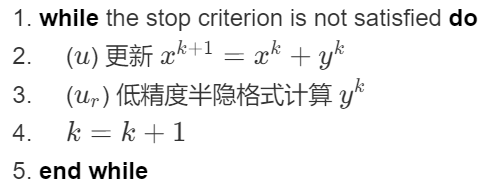 1. while the stop criterion is not satisfied do
2. (u) 更新 x^{k+1} = x^k + y^k
3. (u_r) 低精度半隐格式计算 y^k
4. k = k + 1
5. end while